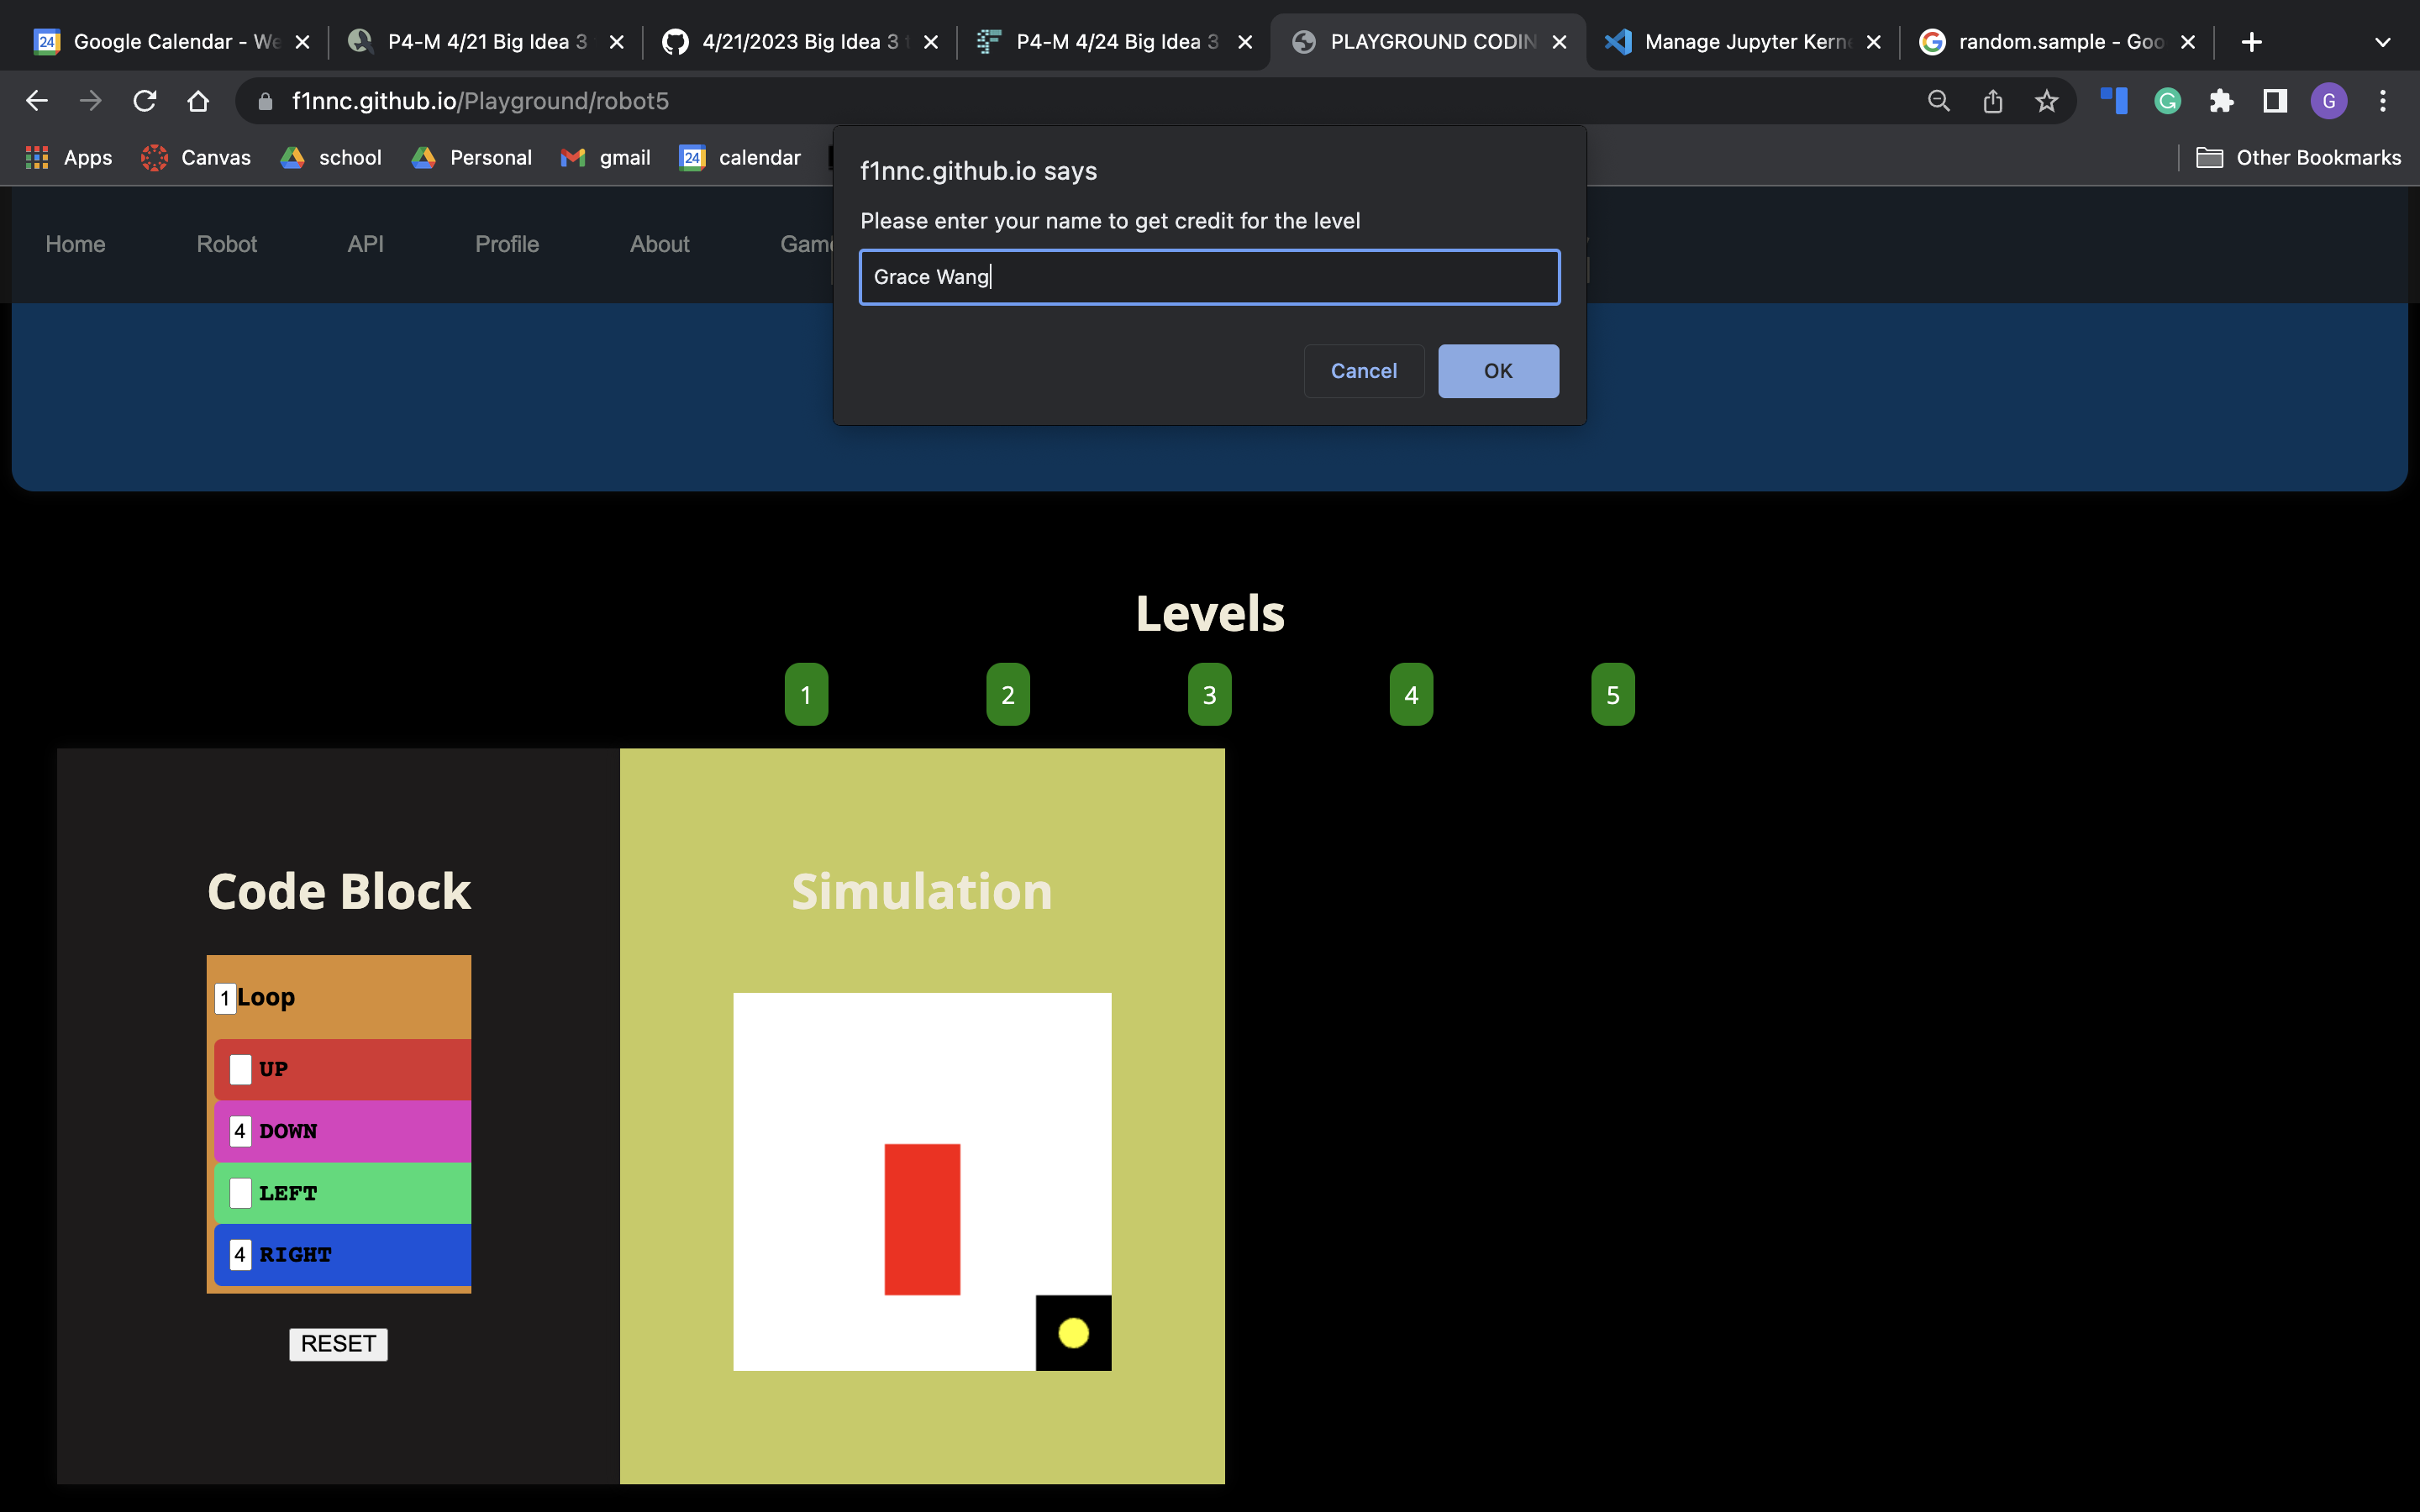 Google Calendar - We
P4-M 4/21 Big Idea 3
4/21/2023 Big Idea 3
P4-M 4/24 Big Idea 3
PLAYGROUND CODIN
Manage Jupyter Kerne
random.sample - Goo
f1nnc.github.io/Playground/robot5
G
Apps
Canvas
school
Personal
gmail
24 calendar
Other Bookmarks
f1nnc.github.io says
Please enter your name to get credit for the level
Grace Wang
Cancel
OK
Home
Robot
API
Profile
About
Gam
Levels
1
2
3
4
5
Code Block
1 Loop
UP
4 DOWN
LEFT
4 RIGHT
RESET
Simulation